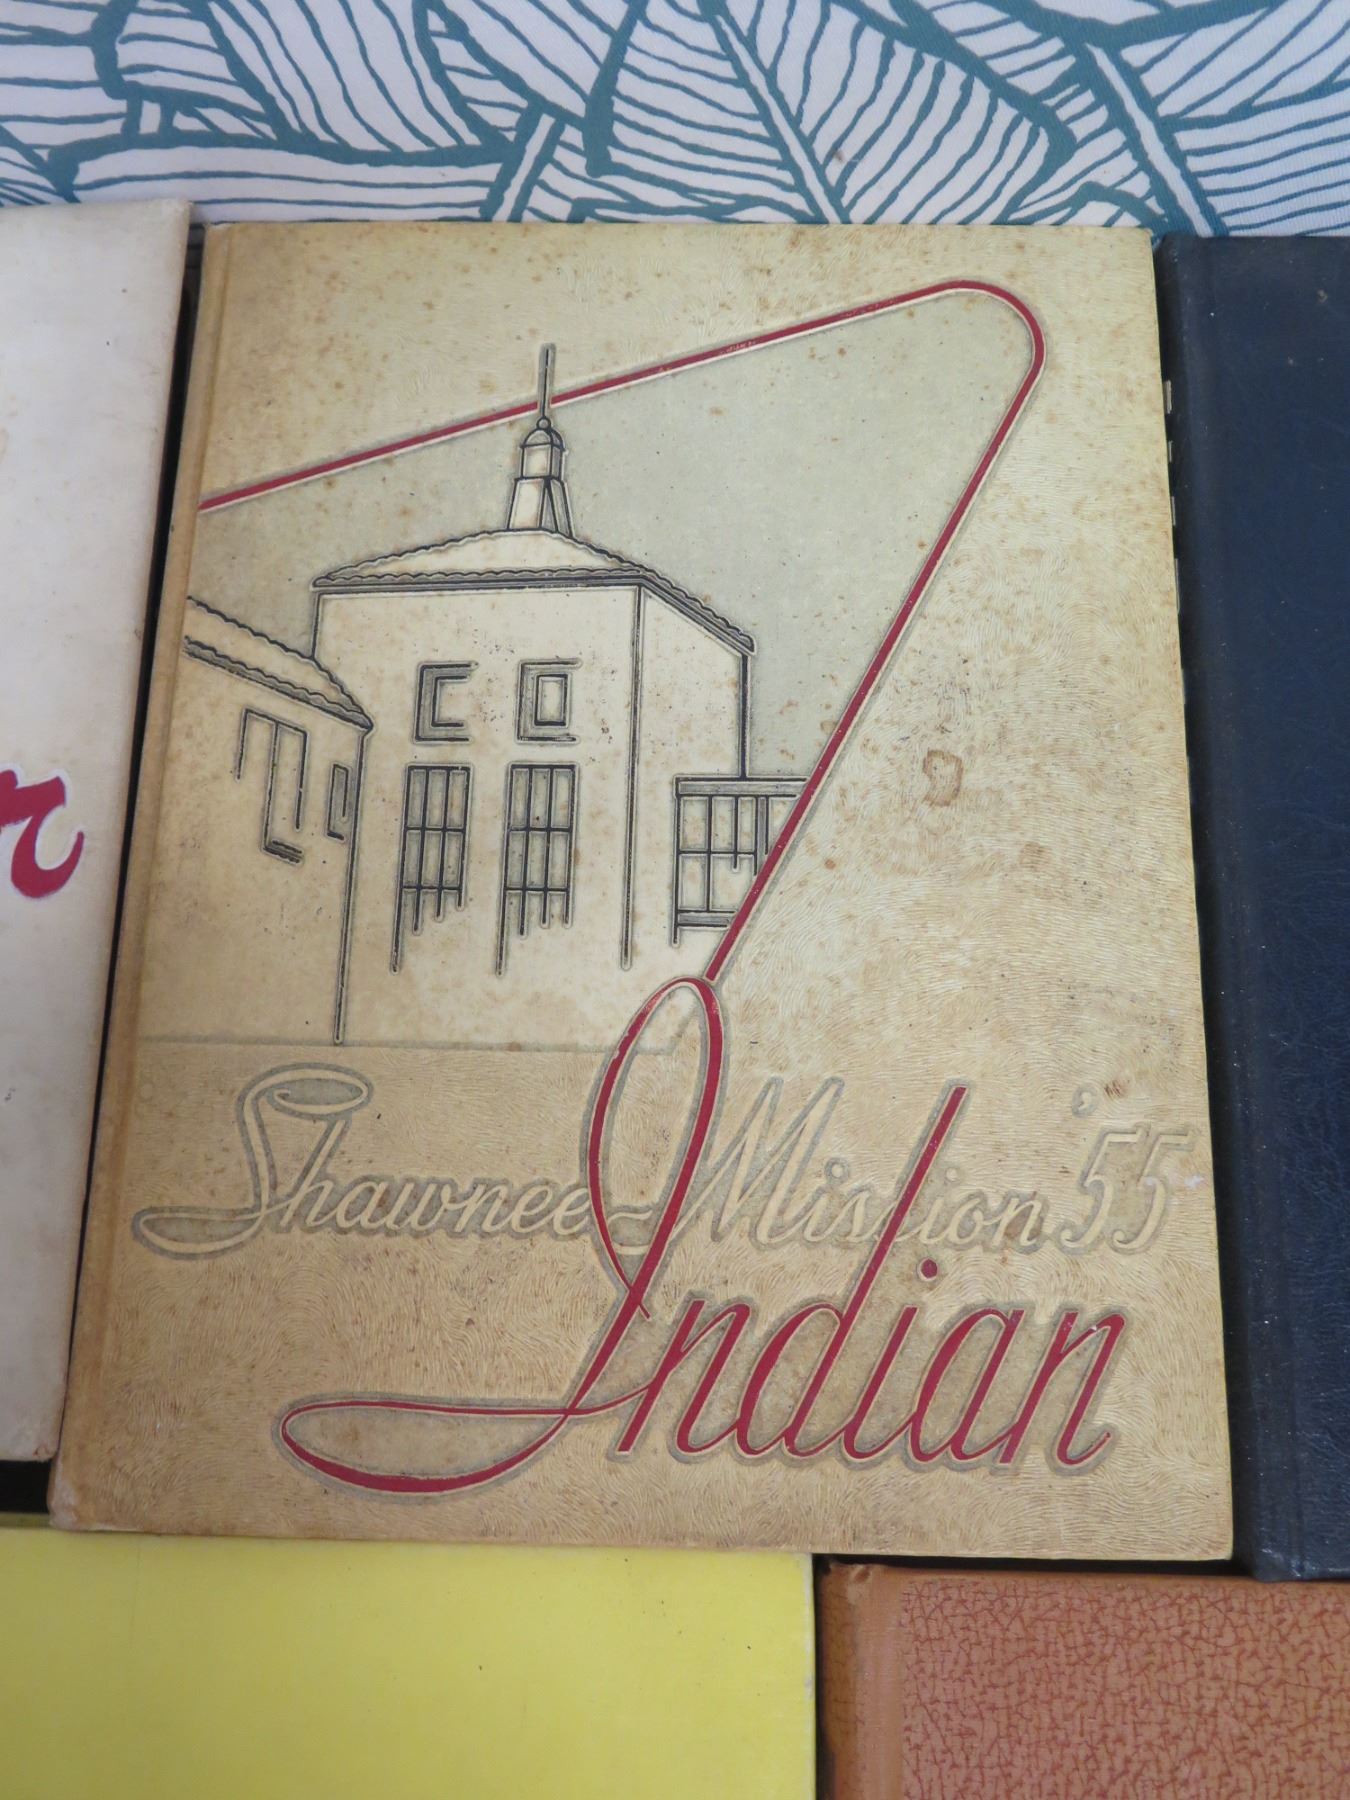 Shawnee-Mission '55
Indian
r